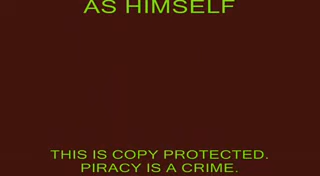 AS HIMSELF
THIS IS COPY PROTECTED.
PIRACY IS A CRIME.